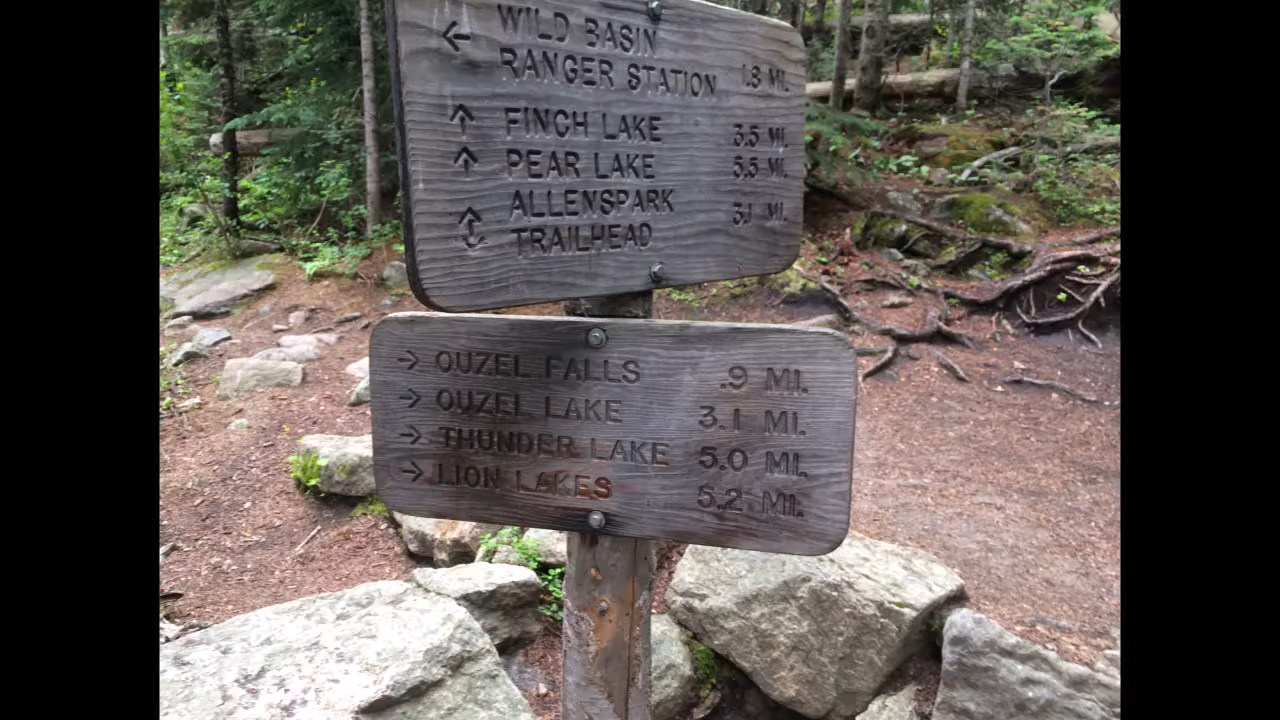 ← WILD BASIN
RANGER STATION 1.8 MI.
↑ FINCH LAKE 3.5 MI.
↑ PEAR LAKE 5.5 MI.
ALLENSPARK
TRAILHEAD 3.1 MI.
→ OUZEL FALLS .9 MI.
→ OUZEL LAKE 3.1 MI.
→ THUNDER LAKE 5.0 MI.
→ LION LAKES 5.2 MI.